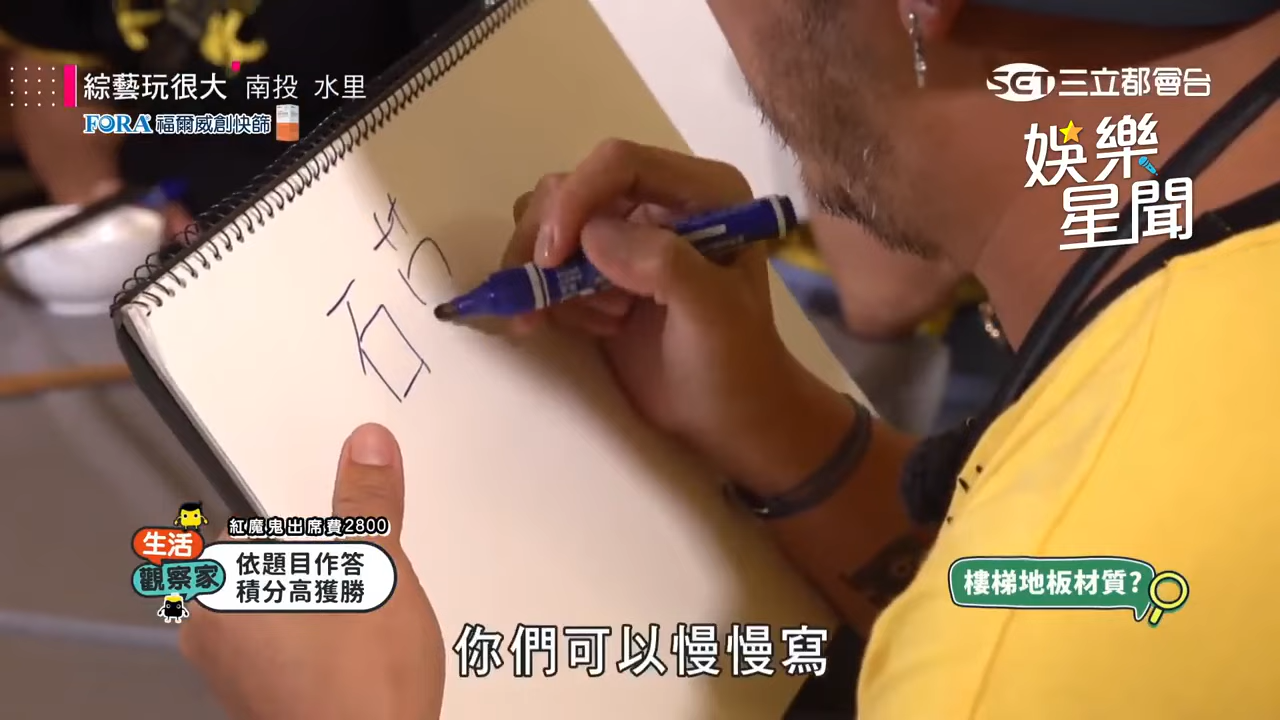 綜藝玩很大 南投 水里
FORA 福爾威創快篩
SET 三立都會台
娛樂
星聞
石
紅魔鬼出席費2800
生活
觀察家
依題目作答
積分高獲勝
樓梯地板材質?
你們可以慢慢寫